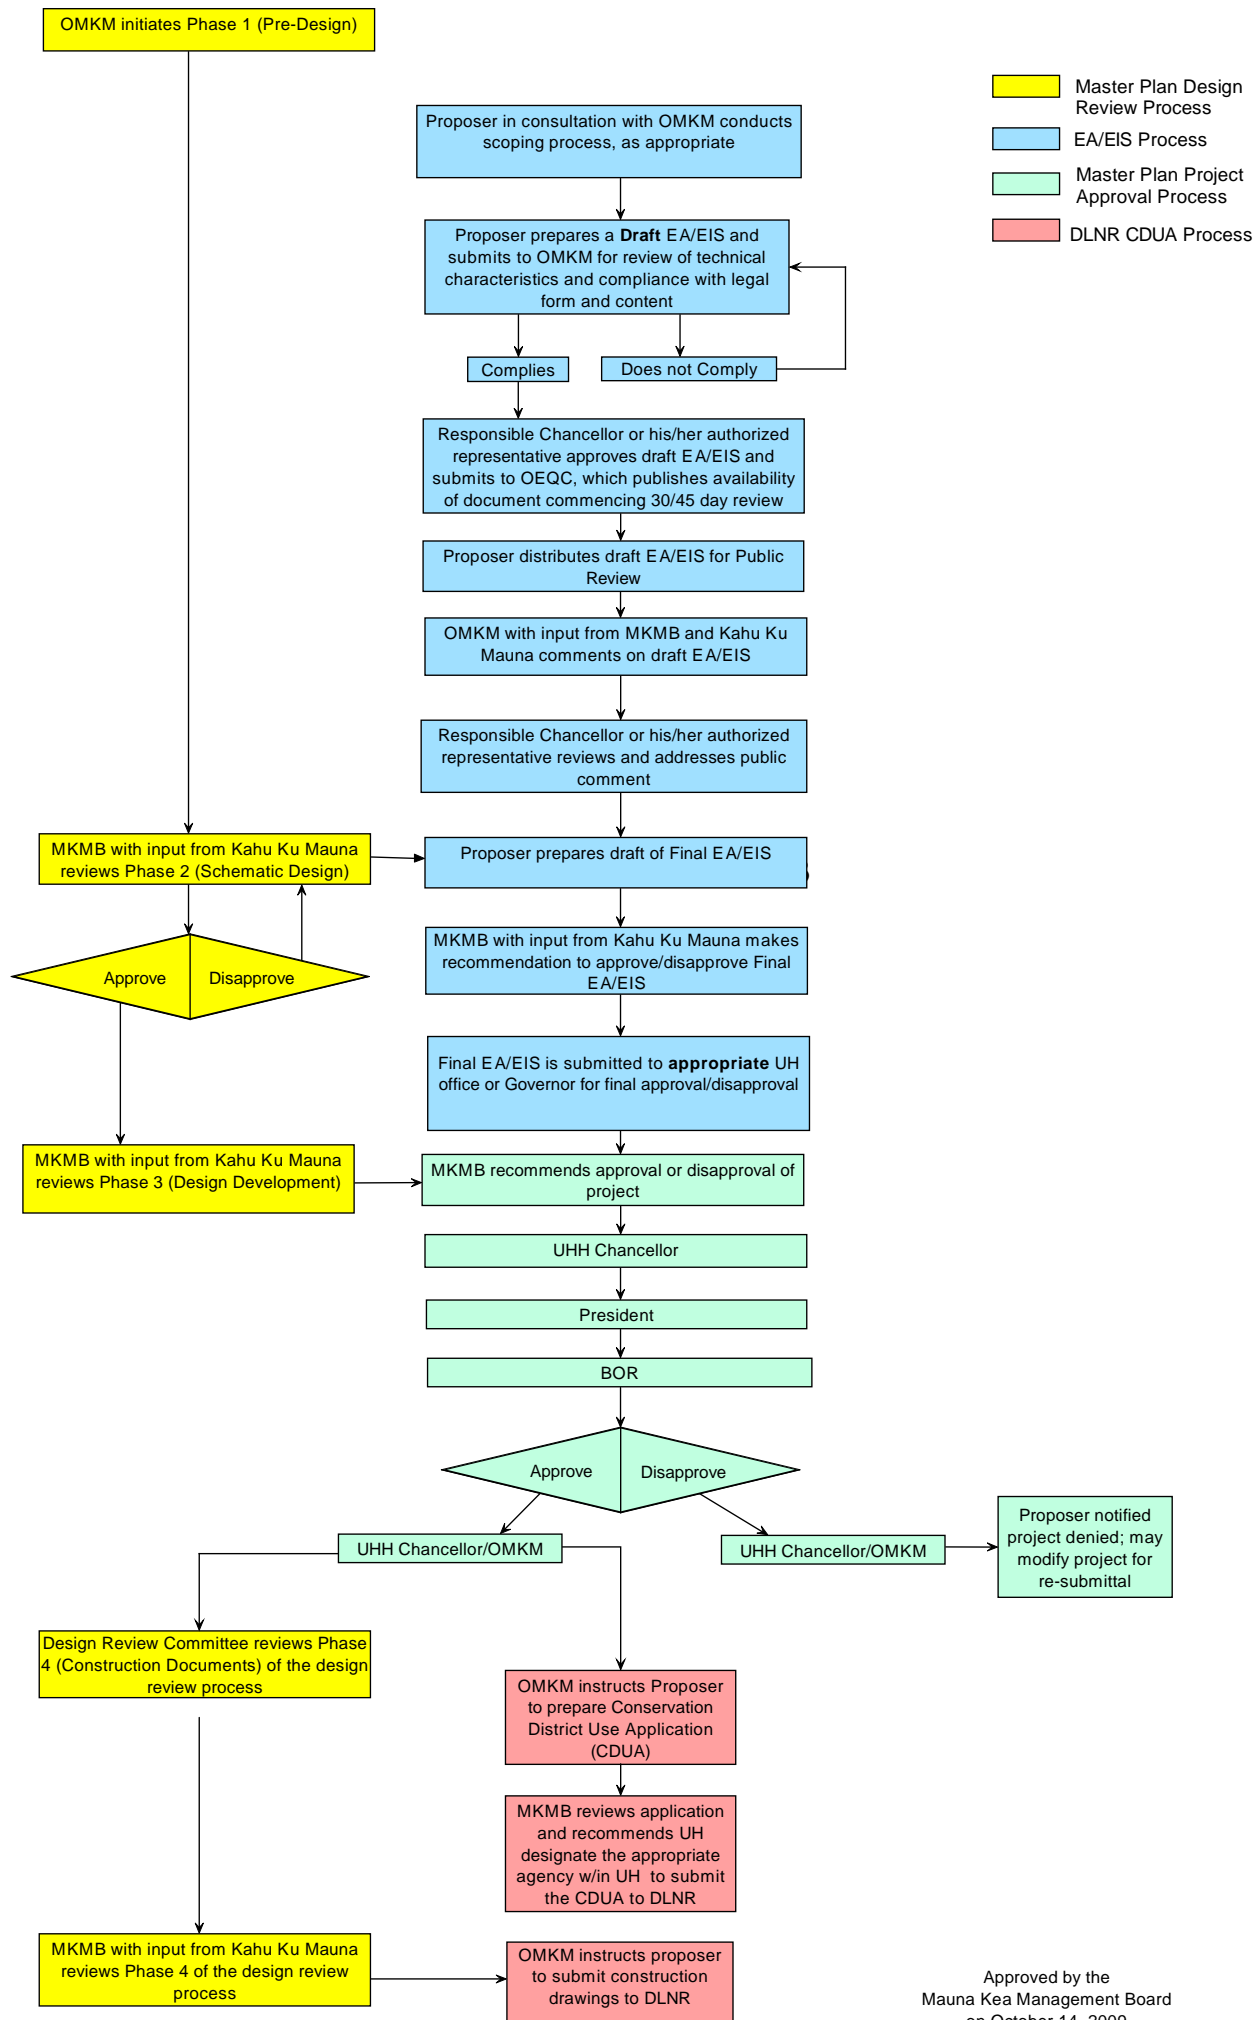 OMKM initiates Phase 1 (Pre-Design)
Master Plan Design
Review Process
EA/EIS Process
Master Plan Project
Approval Process
DLNR CDUA Process
Proposer in consultation with OMKM conducts
scoping process, as appropriate
Proposer prepares a Draft EA/EIS and
submits to OMKM for review of technical
characteristics and compliance with legal
form and content
Complies
Does not Comply
Responsible Chancellor or his/her authorized
representative approves draft EA/EIS and
submits to OEQC, which publishes availability
of document commencing 30/45 day review
Proposer distributes draft EA/EIS for Public
Review
OMKM with input from MKMB and Kahu Ku
Mauna comments on draft EA/EIS
Responsible Chancellor or his/her authorized
representative reviews and addresses public
comment
MKMB with input from Kahu Ku Mauna
reviews Phase 2 (Schematic Design)
Proposer prepares draft of Final EA/EIS
Approve
Disapprove
MKMB with input from Kahu Ku Mauna makes
recommendation to approve/disapprove Final
EA/EIS
Final EA/EIS is submitted to appropriate UH
office or Governor for final approval/disapproval
MKMB with input from Kahu Ku Mauna
reviews Phase 3 (Design Development)
MKMB recommends approval or disapproval of
project
UHH Chancellor
President
BOR
Approve
Disapprove
UHH Chancellor/OMKM
UHH Chancellor/OMKM
Proposer notified
project denied; may
modify project for
re-submittal
Design Review Committee reviews Phase
4 (Construction Documents) of the design
review process
OMKM instructs Proposer
to prepare Conservation
District Use Application
(CDUA)
MKMB reviews application
and recommends UH
designate the appropriate
agency w/in UH to submit
the CDUA to DLNR
MKMB with input from Kahu Ku Mauna
reviews Phase 4 of the design review
process
OMKM instructs proposer
to submit construction
drawings to DLNR
Approved by the
Mauna Kea Management Board
on October 14, 2009